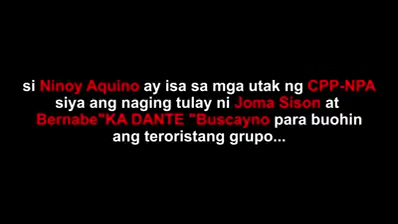 si Ninoy Aquino ay isa sa mga utak ng CPP-NPA
siya ang naging tulay ni Joma Sison at
Bernabe"KA DANTE "Buscayno para buohin
ang teroristang grupo...